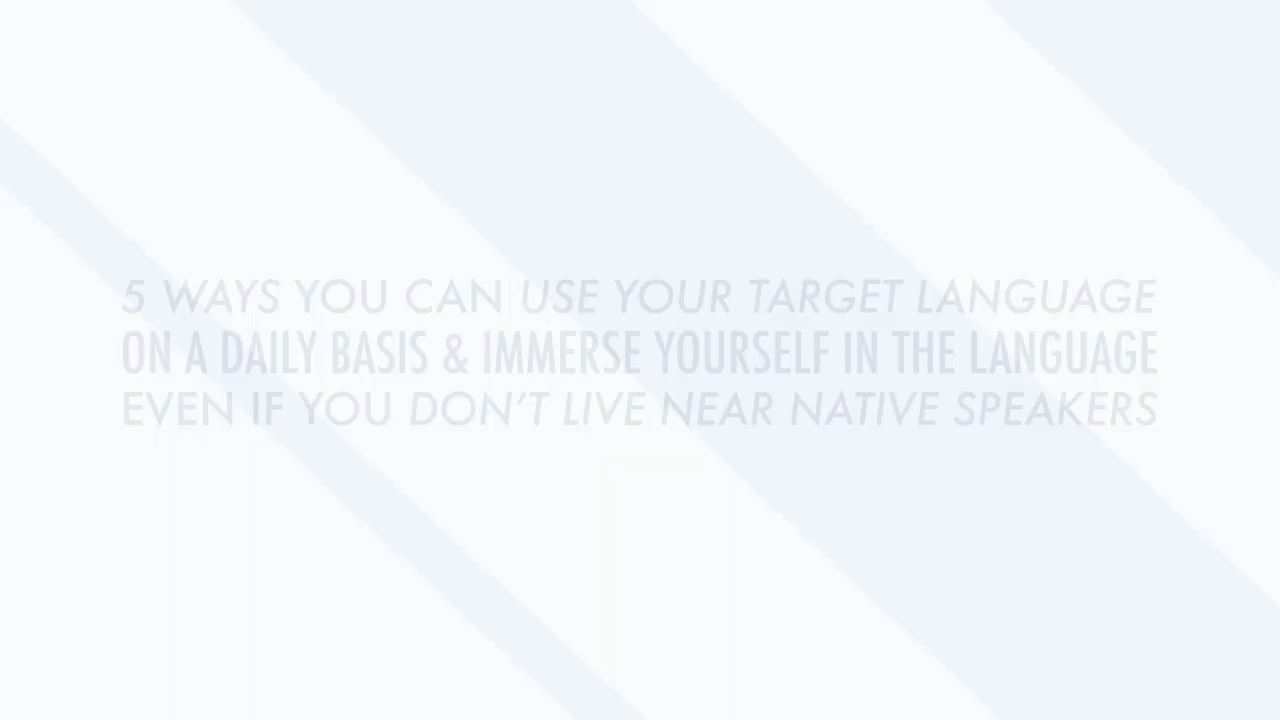 5 WAYS YOU CAN USE YOUR TARGET LANGUAGE
ON A DAILY BASIS & IMMERSE YOURSELF IN THE LANGUAGE
EVEN IF YOU DON'T LIVE NEAR NATIVE SPEAKERS